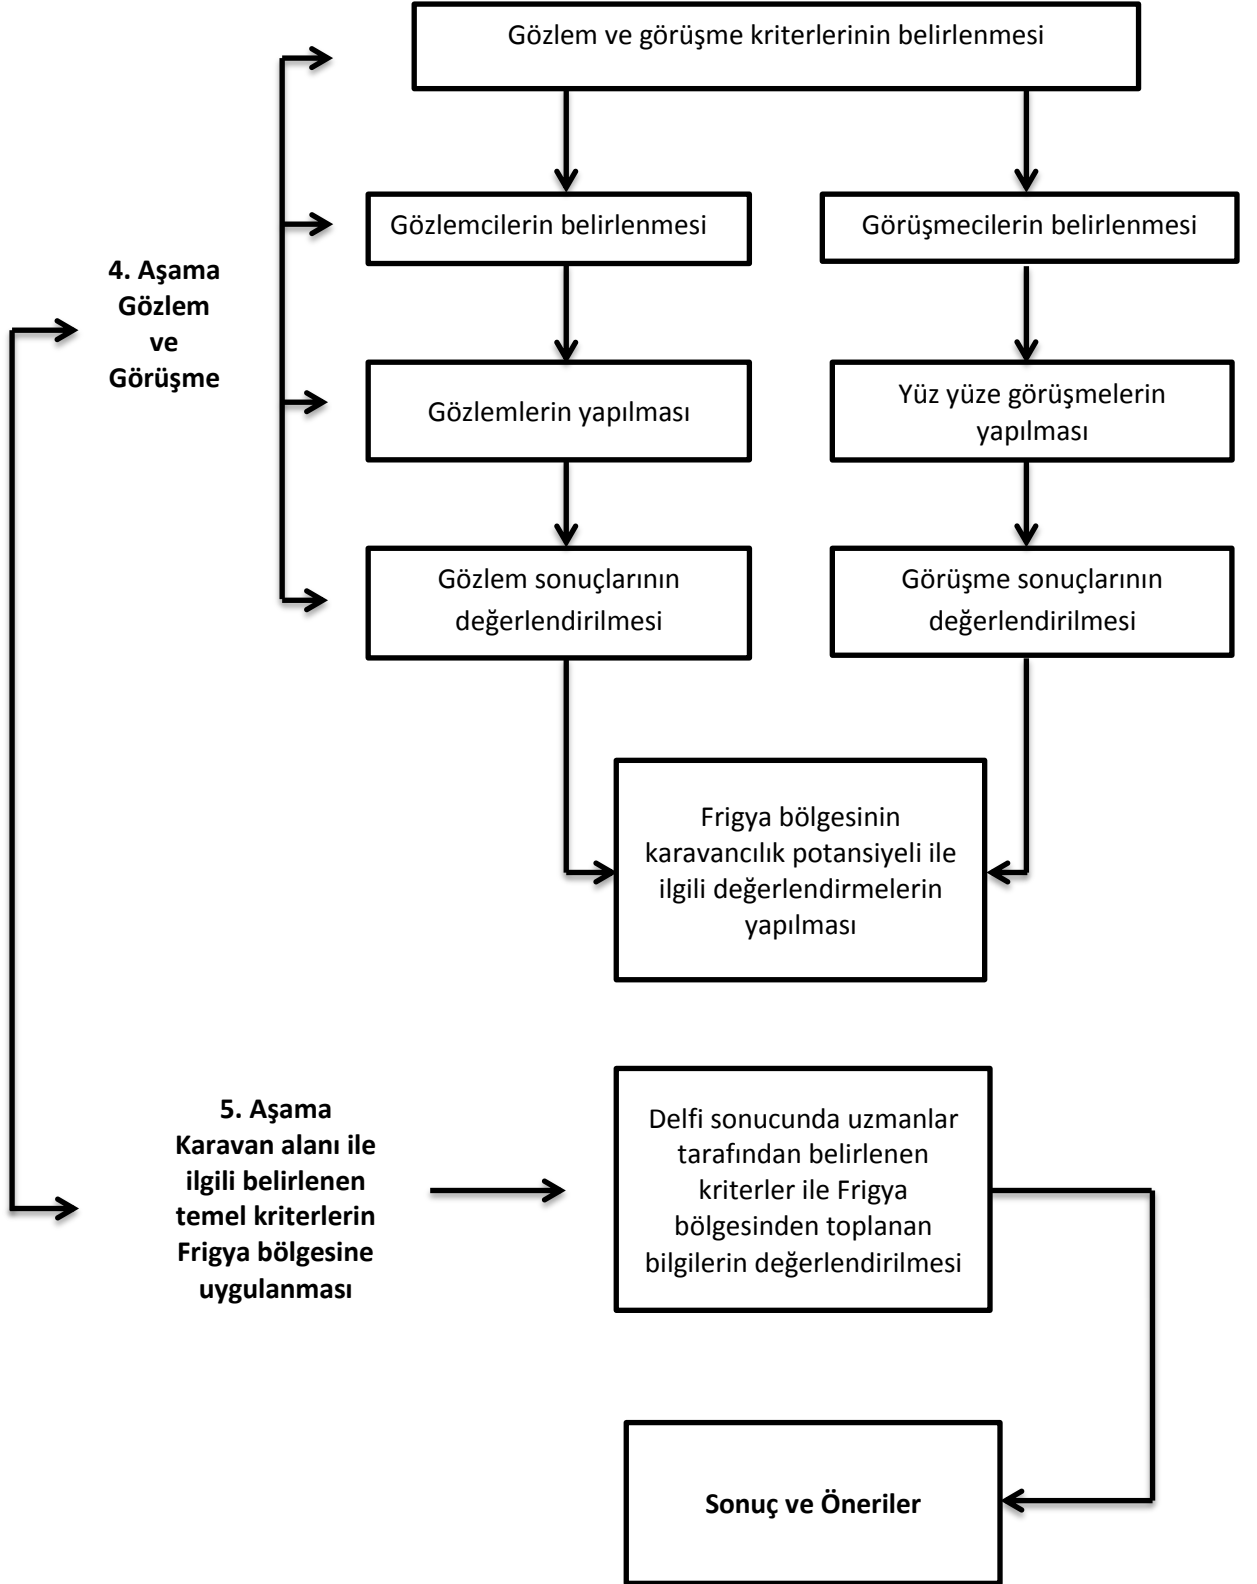 Gözlem ve görüşme kriterlerinin belirlenmesi
Gözlemcilerin belirlenmesi
Görüşmecilerin belirlenmesi
4. Aşama
Gözlem
ve
Görüşme
Gözlemlerin yapılması
Yüz yüze görüşmelerin
yapılması
Gözlem sonuçlarının
değerlendirilmesi
Görüşme sonuçlarının
değerlendirilmesi
Frigya bölgesinin
karavancılık potansiyeli ile
ilgili değerlendirmelerin
yapılması
5. Aşama
Karavan alanı ile
ilgili belirlenen
temel kriterlerin
Frigya bölgesine
uygulanması
Delfi sonucunda uzmanlar
tarafından belirlenen
kriterler ile Frigya
bölgesinden toplanan
bilgilerin değerlendirilmesi
Sonuç ve Öneriler